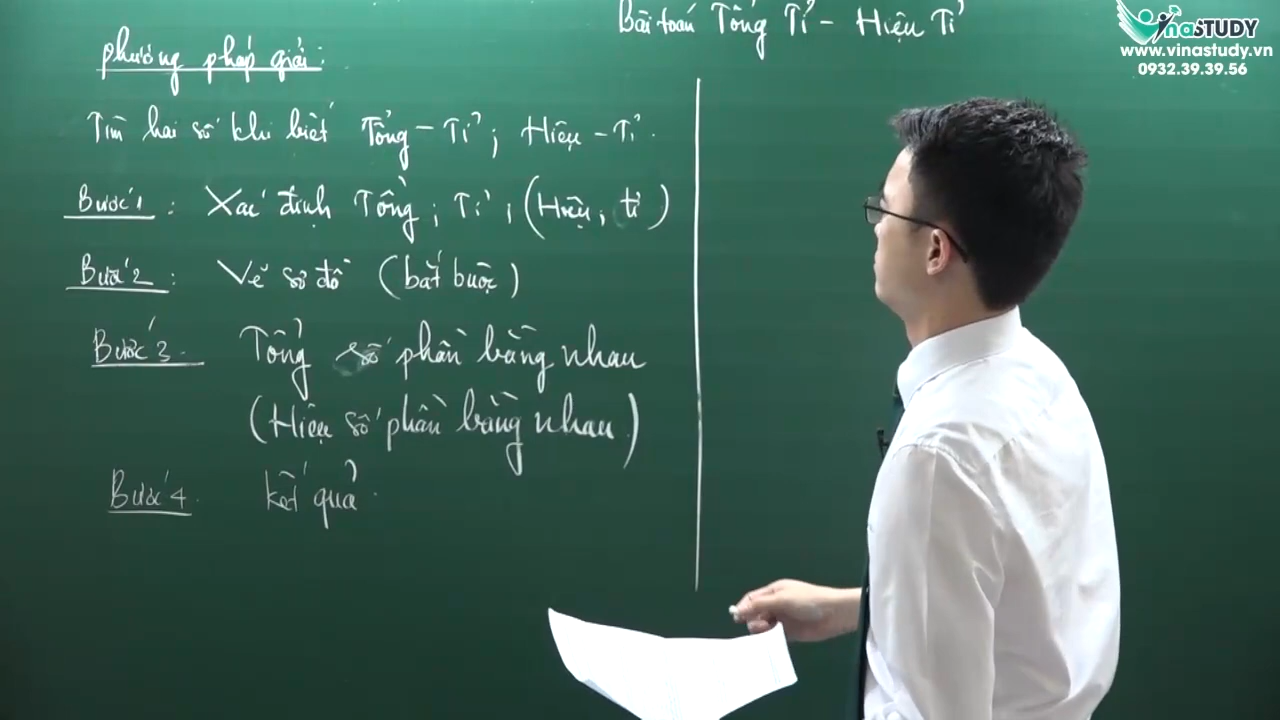 Bài toán Tổng Tỉ - Hiệu Tỉ
VinaSTUDY
www.vinastudy.vn
0932.39.39.56
phương pháp giải:
Tìm hai số khi biết Tổng - Tỉ ; Hiệu - Tỉ.
Bước 1 : Xác định Tổng ; Tỉ ; (Hiệu ; tỉ)
Bước 2 : Vẽ sơ đồ (bắt buộc)
Bước 3. Tổng số phần bằng nhau
(Hiệu số phần bằng nhau)
Bước 4. kết quả.